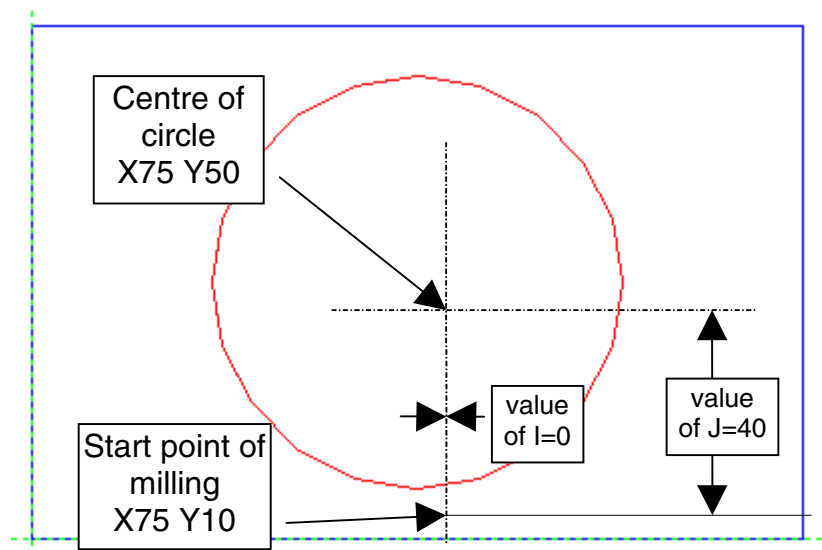 Centre of
circle
X75 Y50
value
of I=0
value
of J=40
Start point of
milling
X75 Y10